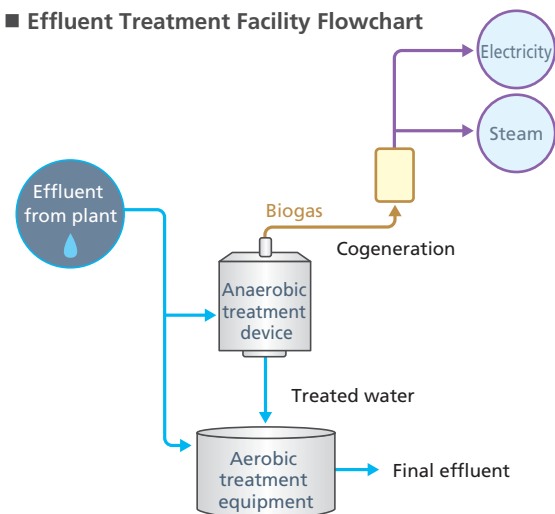 ■ Effluent Treatment Facility Flowchart
Electricity
Steam
Effluent
from plant
Biogas
Cogeneration
Anaerobic
treatment
device
Treated water
Aerobic
treatment
equipment
Final effluent